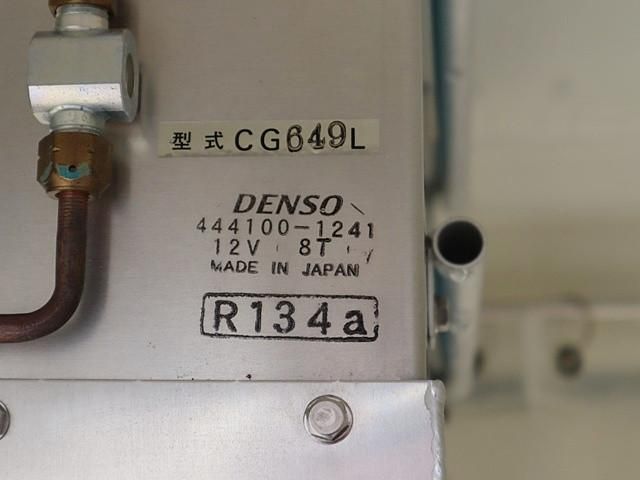 型式 CG649L
DENSO
444100-1241
12V 8T
MADE IN JAPAN
R134a